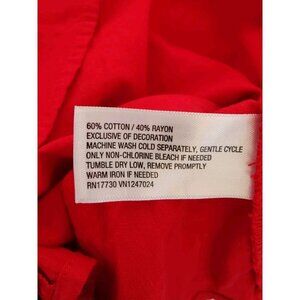 60% COTTON / 40% RAYON
EXCLUSIVE OF DECORATION
MACHINE WASH COLD SEPARATELY, GENTLE CYCLE
ONLY NON-CHLORINE BLEACH IF NEEDED
TUMBLE DRY LOW, REMOVE PROMPTLY
WARM IRON IF NEEDED
RN17730 VN1247024